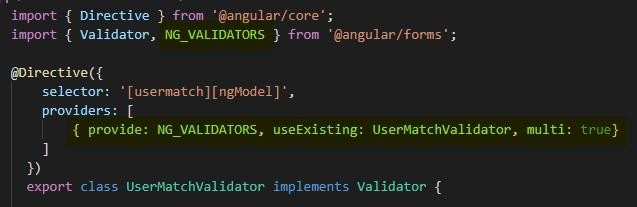 import { Directive } from '@angular/core';
import { Validator, NG_VALIDATORS } from '@angular/forms';
@Directive({
selector: '[usermatch][ngModel]',
providers: [
{ provide: NG_VALIDATORS, useExisting: UserMatchValidator, multi: true}
]
})
export class UserMatchValidator implements Validator {